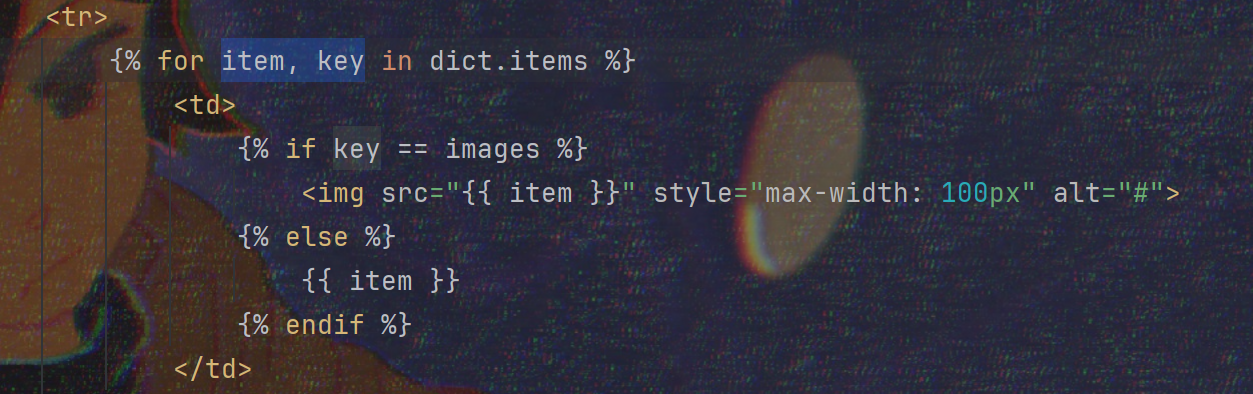 <tr>
{% for item, key in dict.items %}
<td>
{% if key == images %}
<img src="{{ item }}" style="max-width: 100px" alt="#">
{% else %}
{{ item }}
{% endif %}
</td>